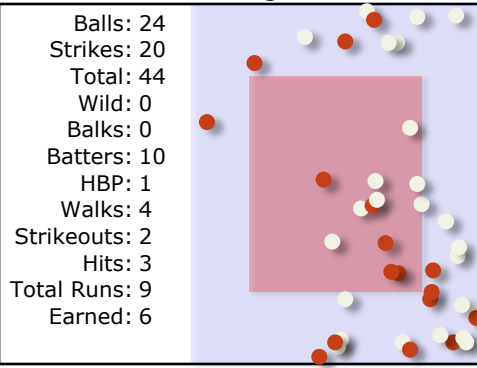 Balls: 24
Strikes: 20
Total: 44
Wild: 0
Balks: 0
Batters: 10
HBP: 1
Walks: 4
Strikeouts: 2
Hits: 3
Total Runs: 9
Earned: 6